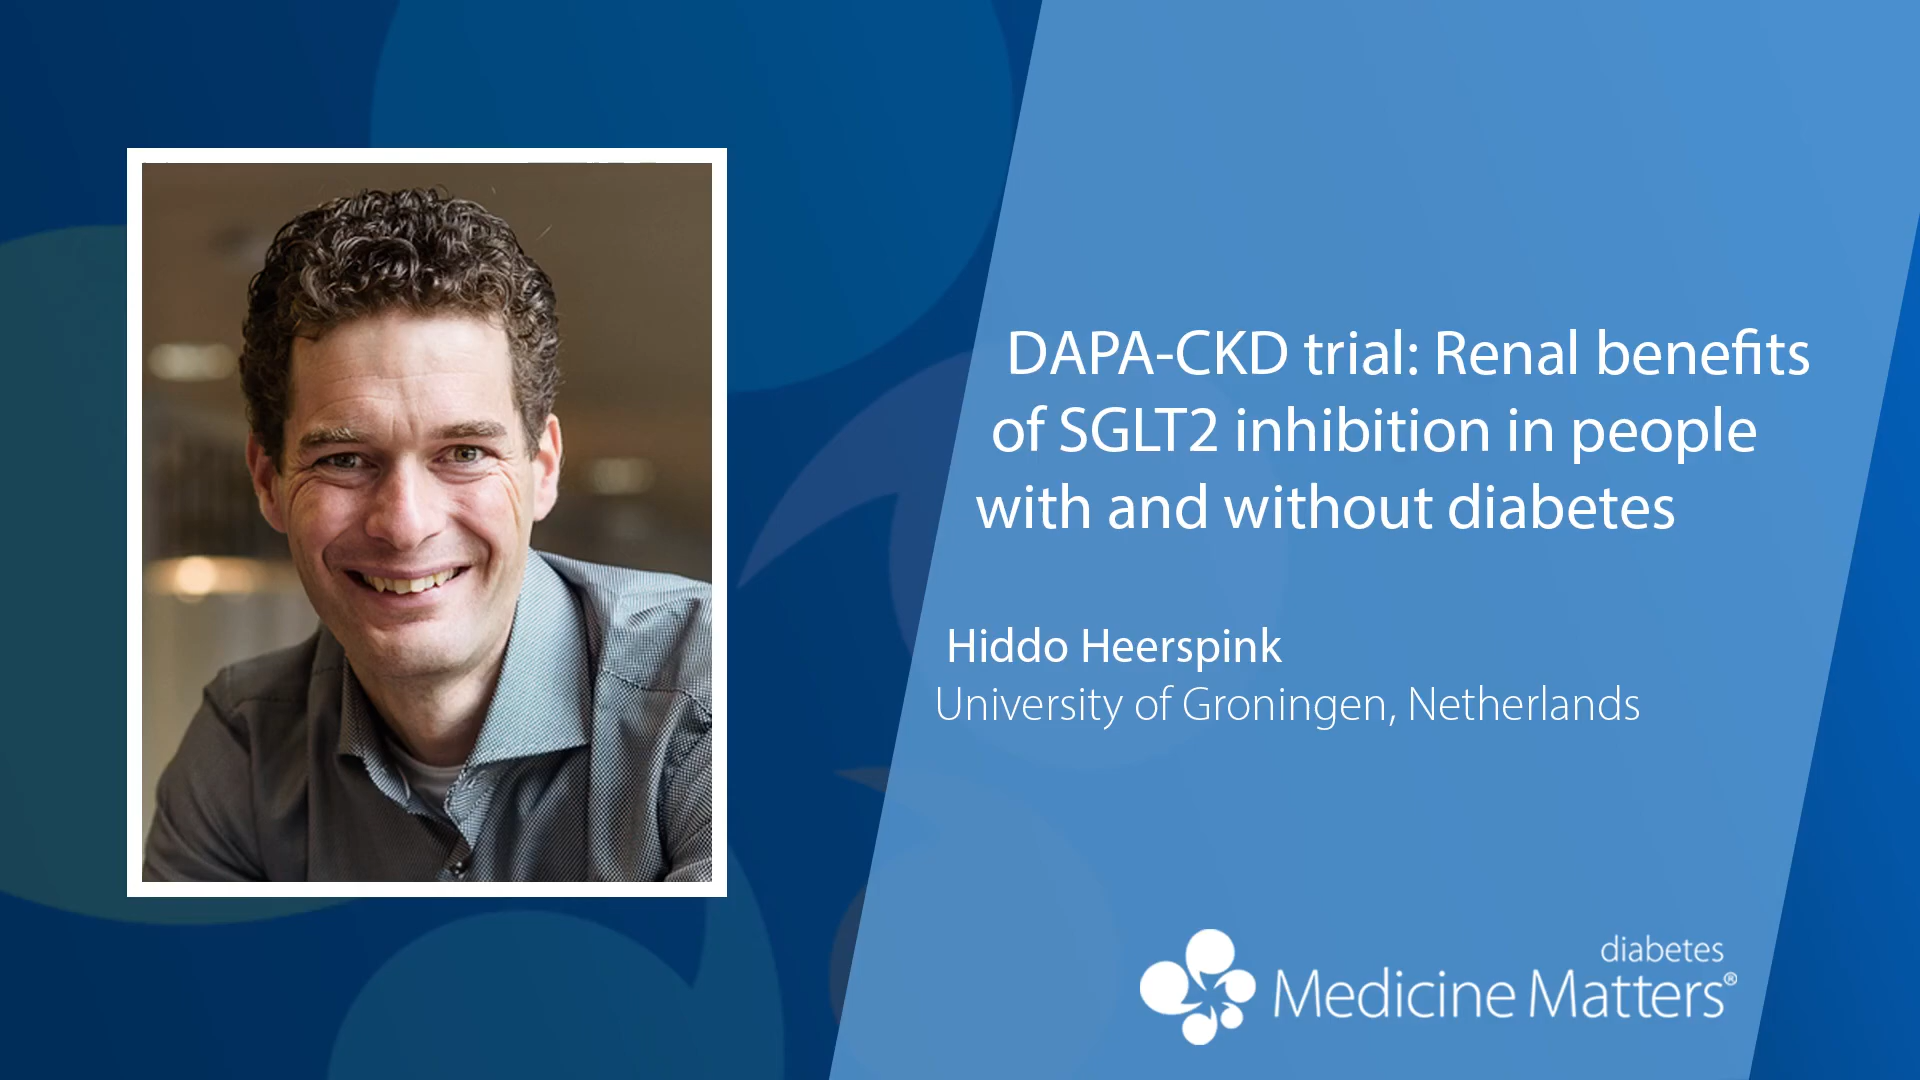 DAPA-CKD trial: Renal benefits
of SGLT2 inhibition in people
with and without diabetes
Hiddo Heerspink
University of Groningen, Netherlands
diabetes
Medicine Matters®